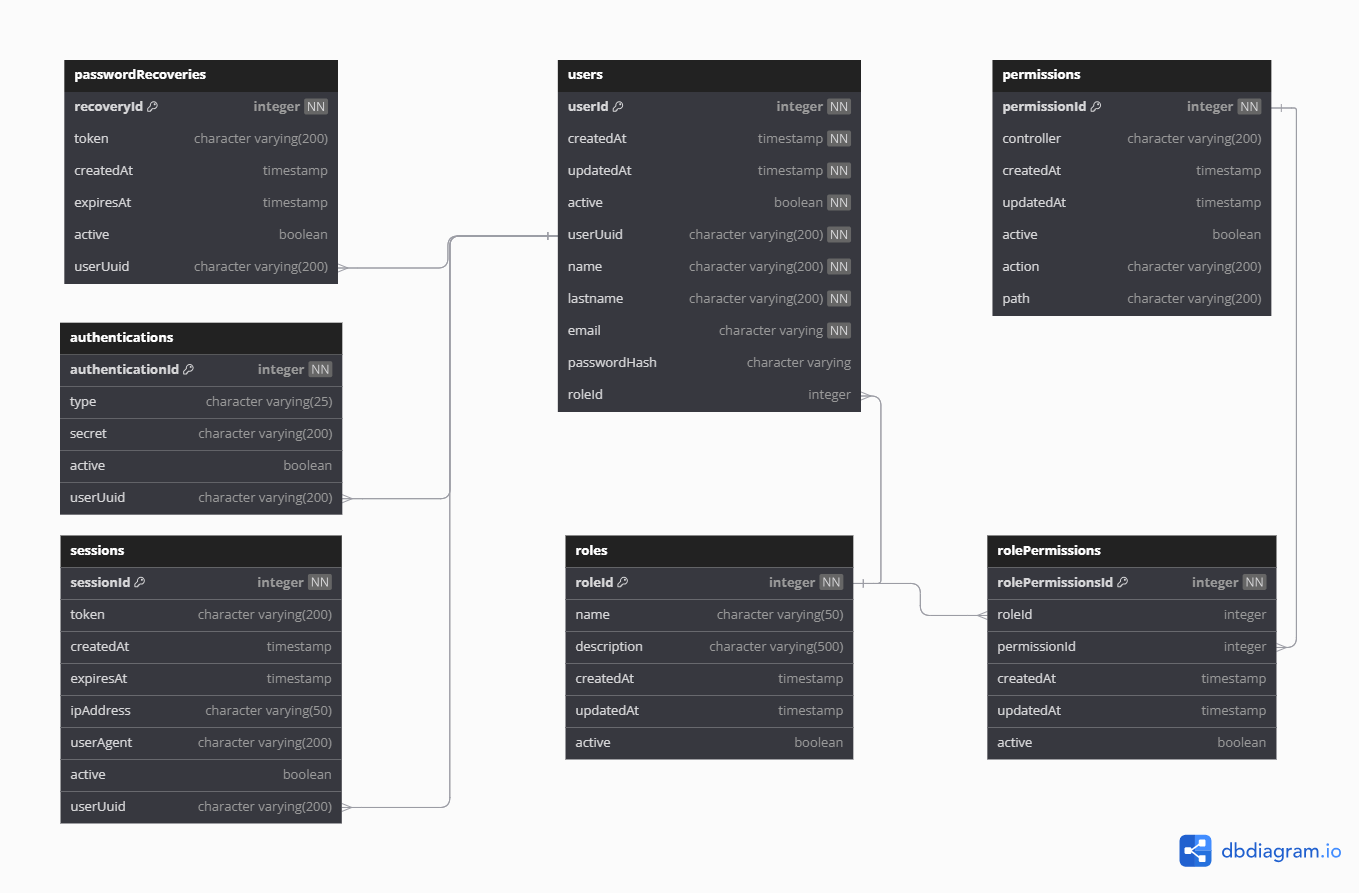 passwordRecoveries
recoveryId integer NN
token character varying(200)
createdAt timestamp
expiresAt timestamp
active boolean
userUuid character varying(200)
authentications
authenticationId integer NN
type character varying(25)
secret character varying(200)
active boolean
userUuid character varying(200)
sessions
sessionId integer NN
token character varying(200)
createdAt timestamp
expiresAt timestamp
ipAddress character varying(50)
userAgent character varying(200)
active boolean
userUuid character varying(200)
users
userId integer NN
createdAt timestamp NN
updatedAt timestamp NN
active boolean NN
userUuid character varying(200) NN
name character varying(200) NN
lastname character varying(200) NN
email character varying NN
passwordHash character varying
roleId integer
roles
roleId integer NN
name character varying(50)
description character varying(500)
createdAt timestamp
updatedAt timestamp
active boolean
permissions
permissionId integer NN
controller character varying(200)
createdAt timestamp
updatedAt timestamp
active boolean
action character varying(200)
path character varying(200)
rolePermissions
rolePermissionsId integer NN
roleId integer
permissionId integer
createdAt timestamp
updatedAt timestamp
active boolean
dbdiagram.io